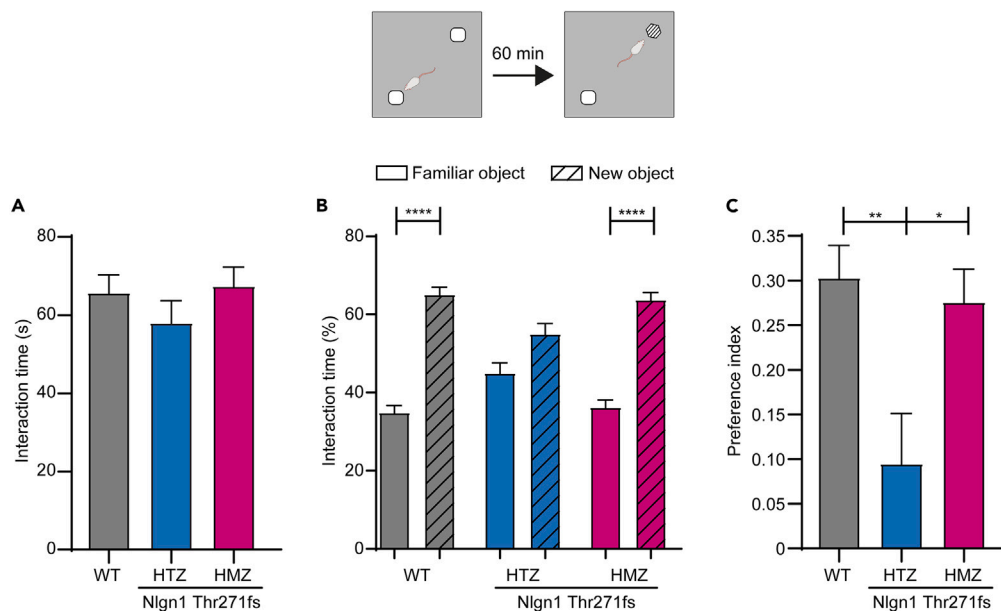 60 min
Familiar object New object
A
80
60
40
20
0
Interaction time (s)
WT HTZ HMZ
Nlgn1 Thr271fs
B
**** ****
80
60
40
20
0
Interaction time (%)
WT HTZ HMZ
Nlgn1 Thr271fs
C
** *
0.35
0.30
0.25
0.20
0.15
0.10
0.05
0
Preference index
WT HTZ HMZ
Nlgn1 Thr271fs